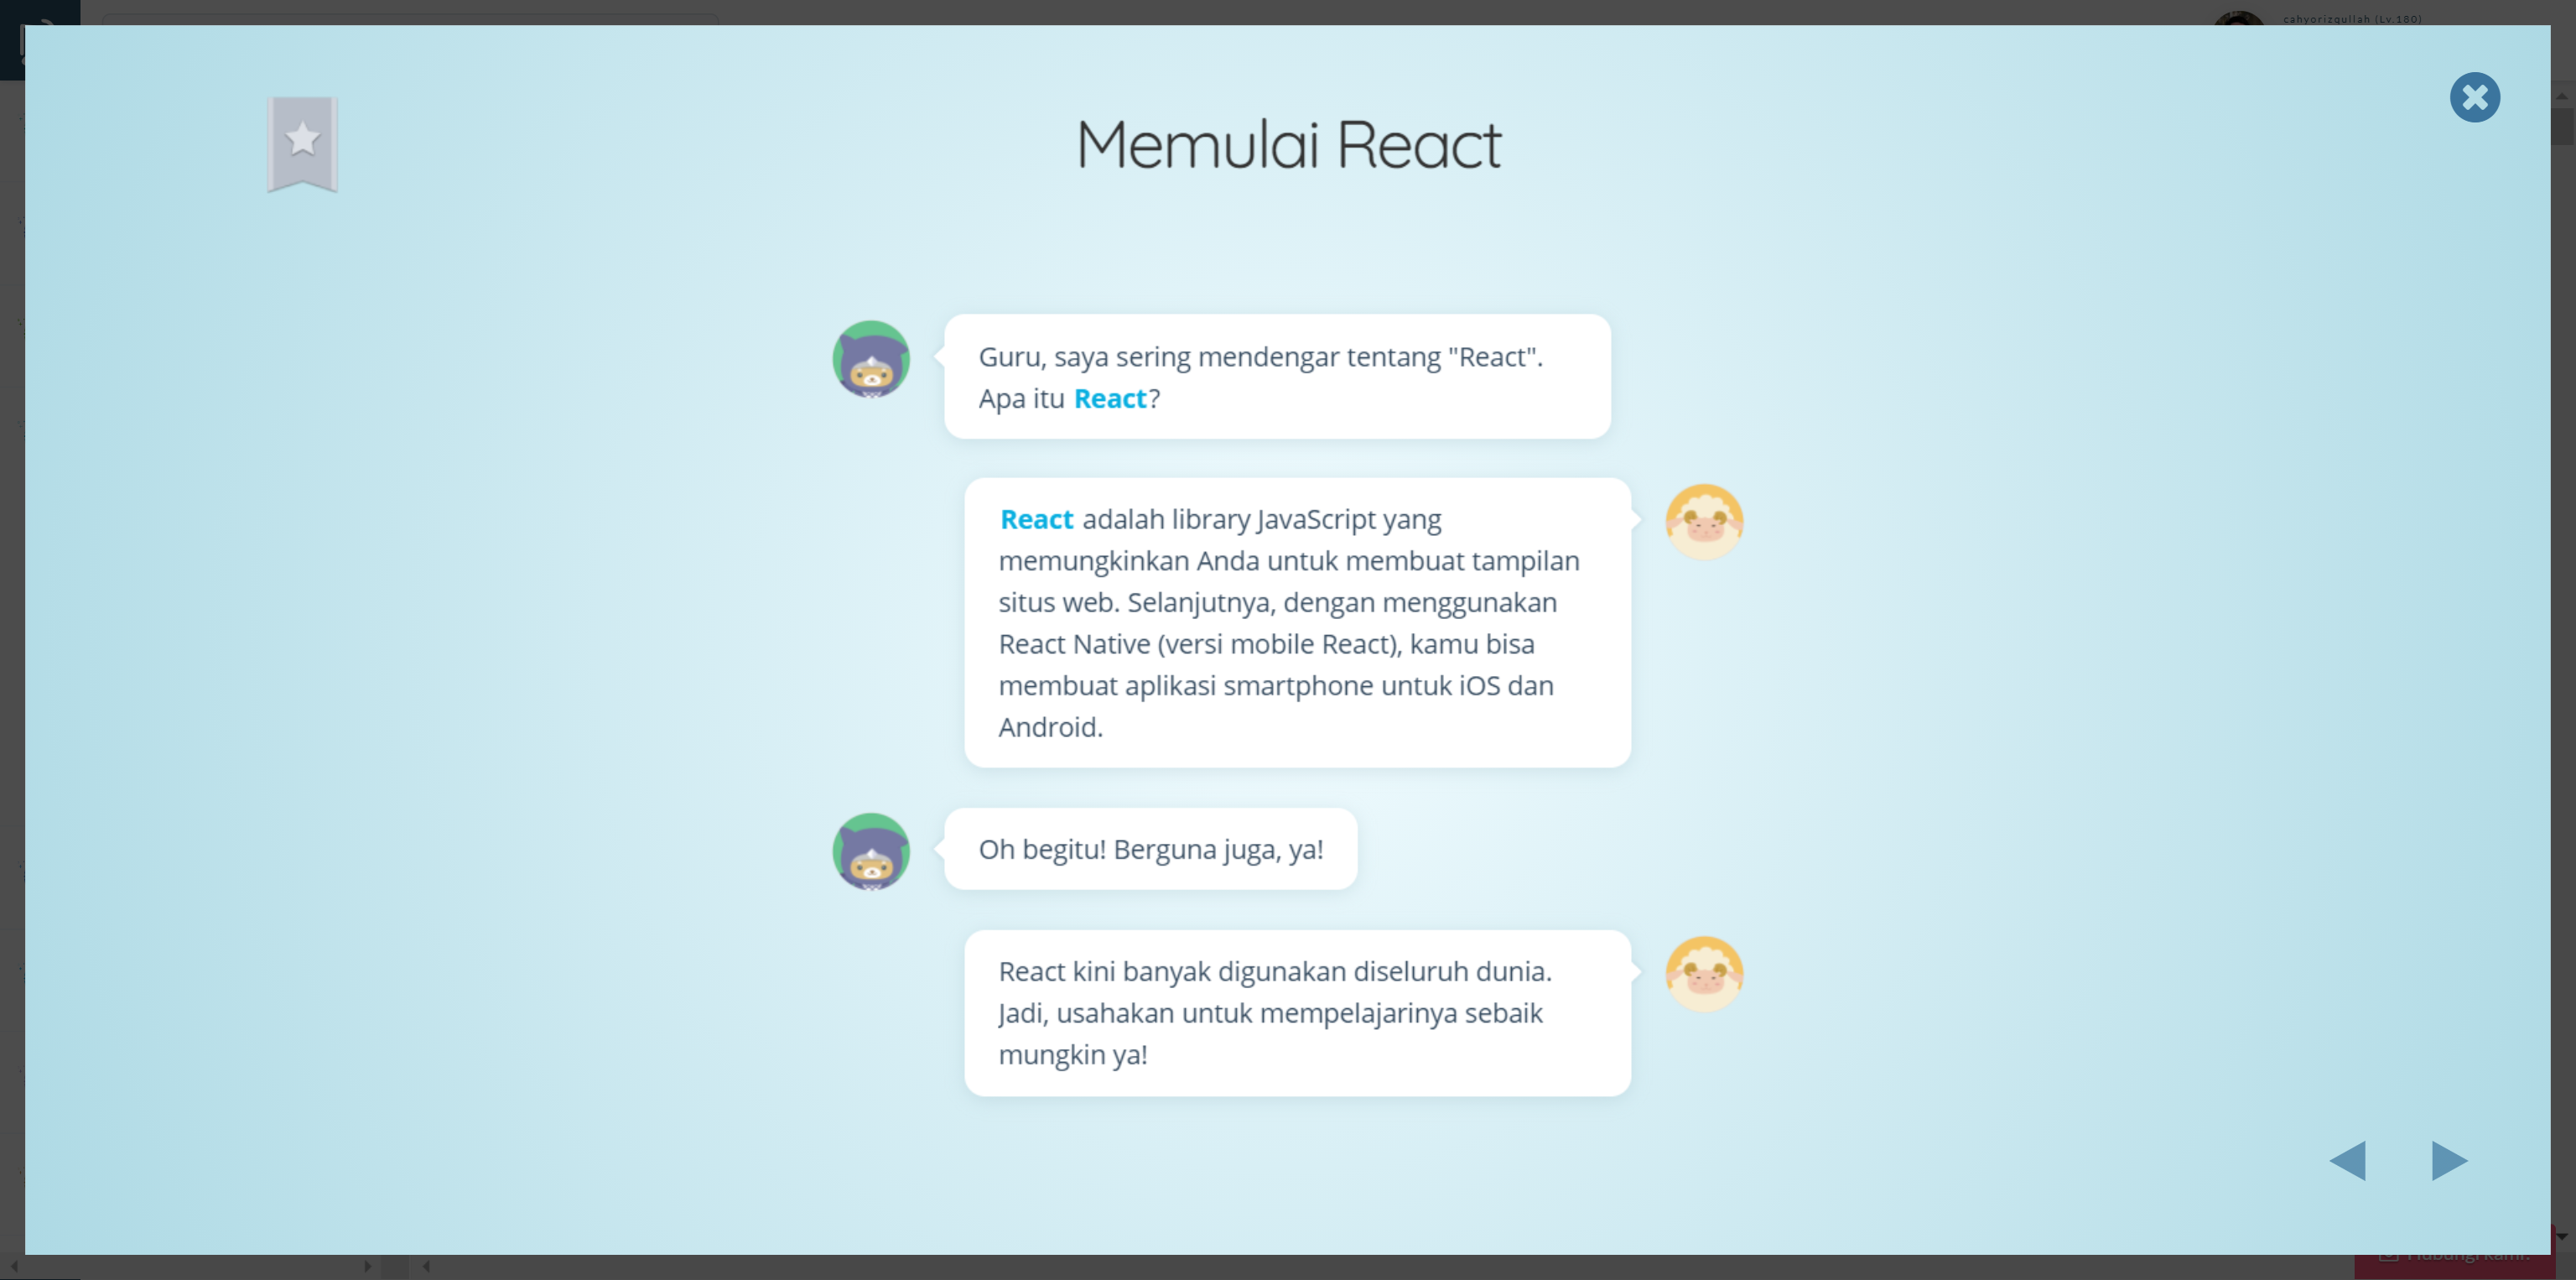 cahyorizqullah (Lv.180)
Memulai React
Guru, saya sering mendengar tentang "React".
Apa itu React?
React adalah library JavaScript yang
memungkinkan Anda untuk membuat tampilan
situs web. Selanjutnya, dengan menggunakan
React Native (versi mobile React), kamu bisa
membuat aplikasi smartphone untuk iOS dan
Android.
Oh begitu! Berguna juga, ya!
React kini banyak digunakan diseluruh dunia.
Jadi, usahakan untuk mempelajarinya sebaik
mungkin ya!
Hubungi kami!